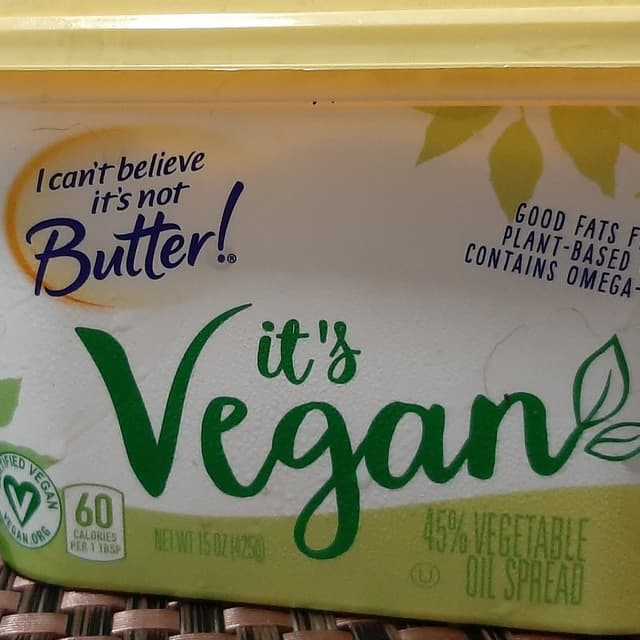 I can't believe
it's not
Butter!®
GOOD FATS
PLANT-BASED
CONTAINS OMEGA-
it's
Vegan
VEGAN
VEGAN.ORG
60
CALORIES
PER 1 TBSP
NET WT 15 OZ (425g)
45% VEGETABLE
OIL SPREAD
U